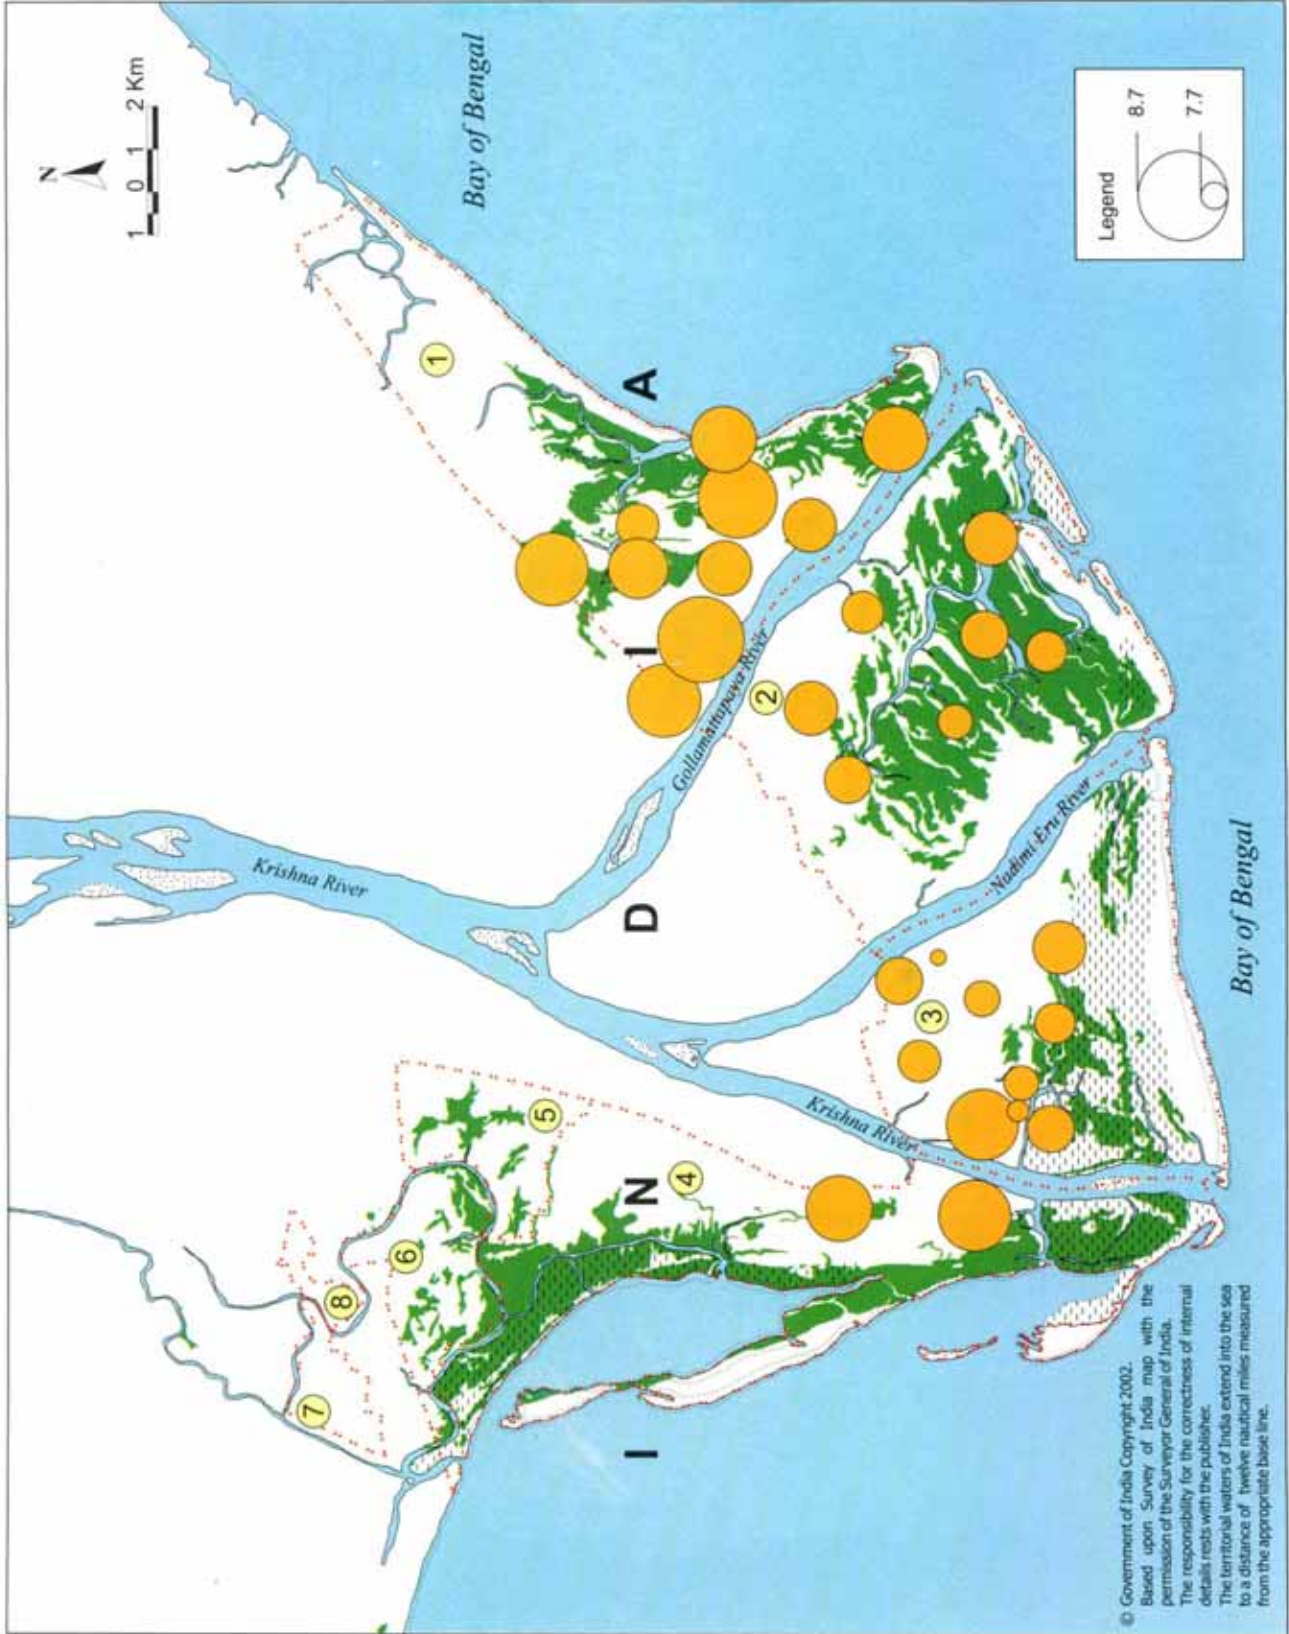 N
1 0 1 2 Km
Bay of Bengal
Legend
8.7
7.7
Krishna River
Gollamattapaya River
Nadimi Eru River
Krishna River
Bay of Bengal
I N D I A
1
2
3
4
5
6
7
8
© Government of India Copyright 2002.
Based upon Survey of India map with the
permission of the Surveyor General of India.
The responsibility for the correctness of internal
details rests with the publisher.
The territorial waters of India extend into the sea
to a distance of twelve nautical miles measured
from the appropriate base line.